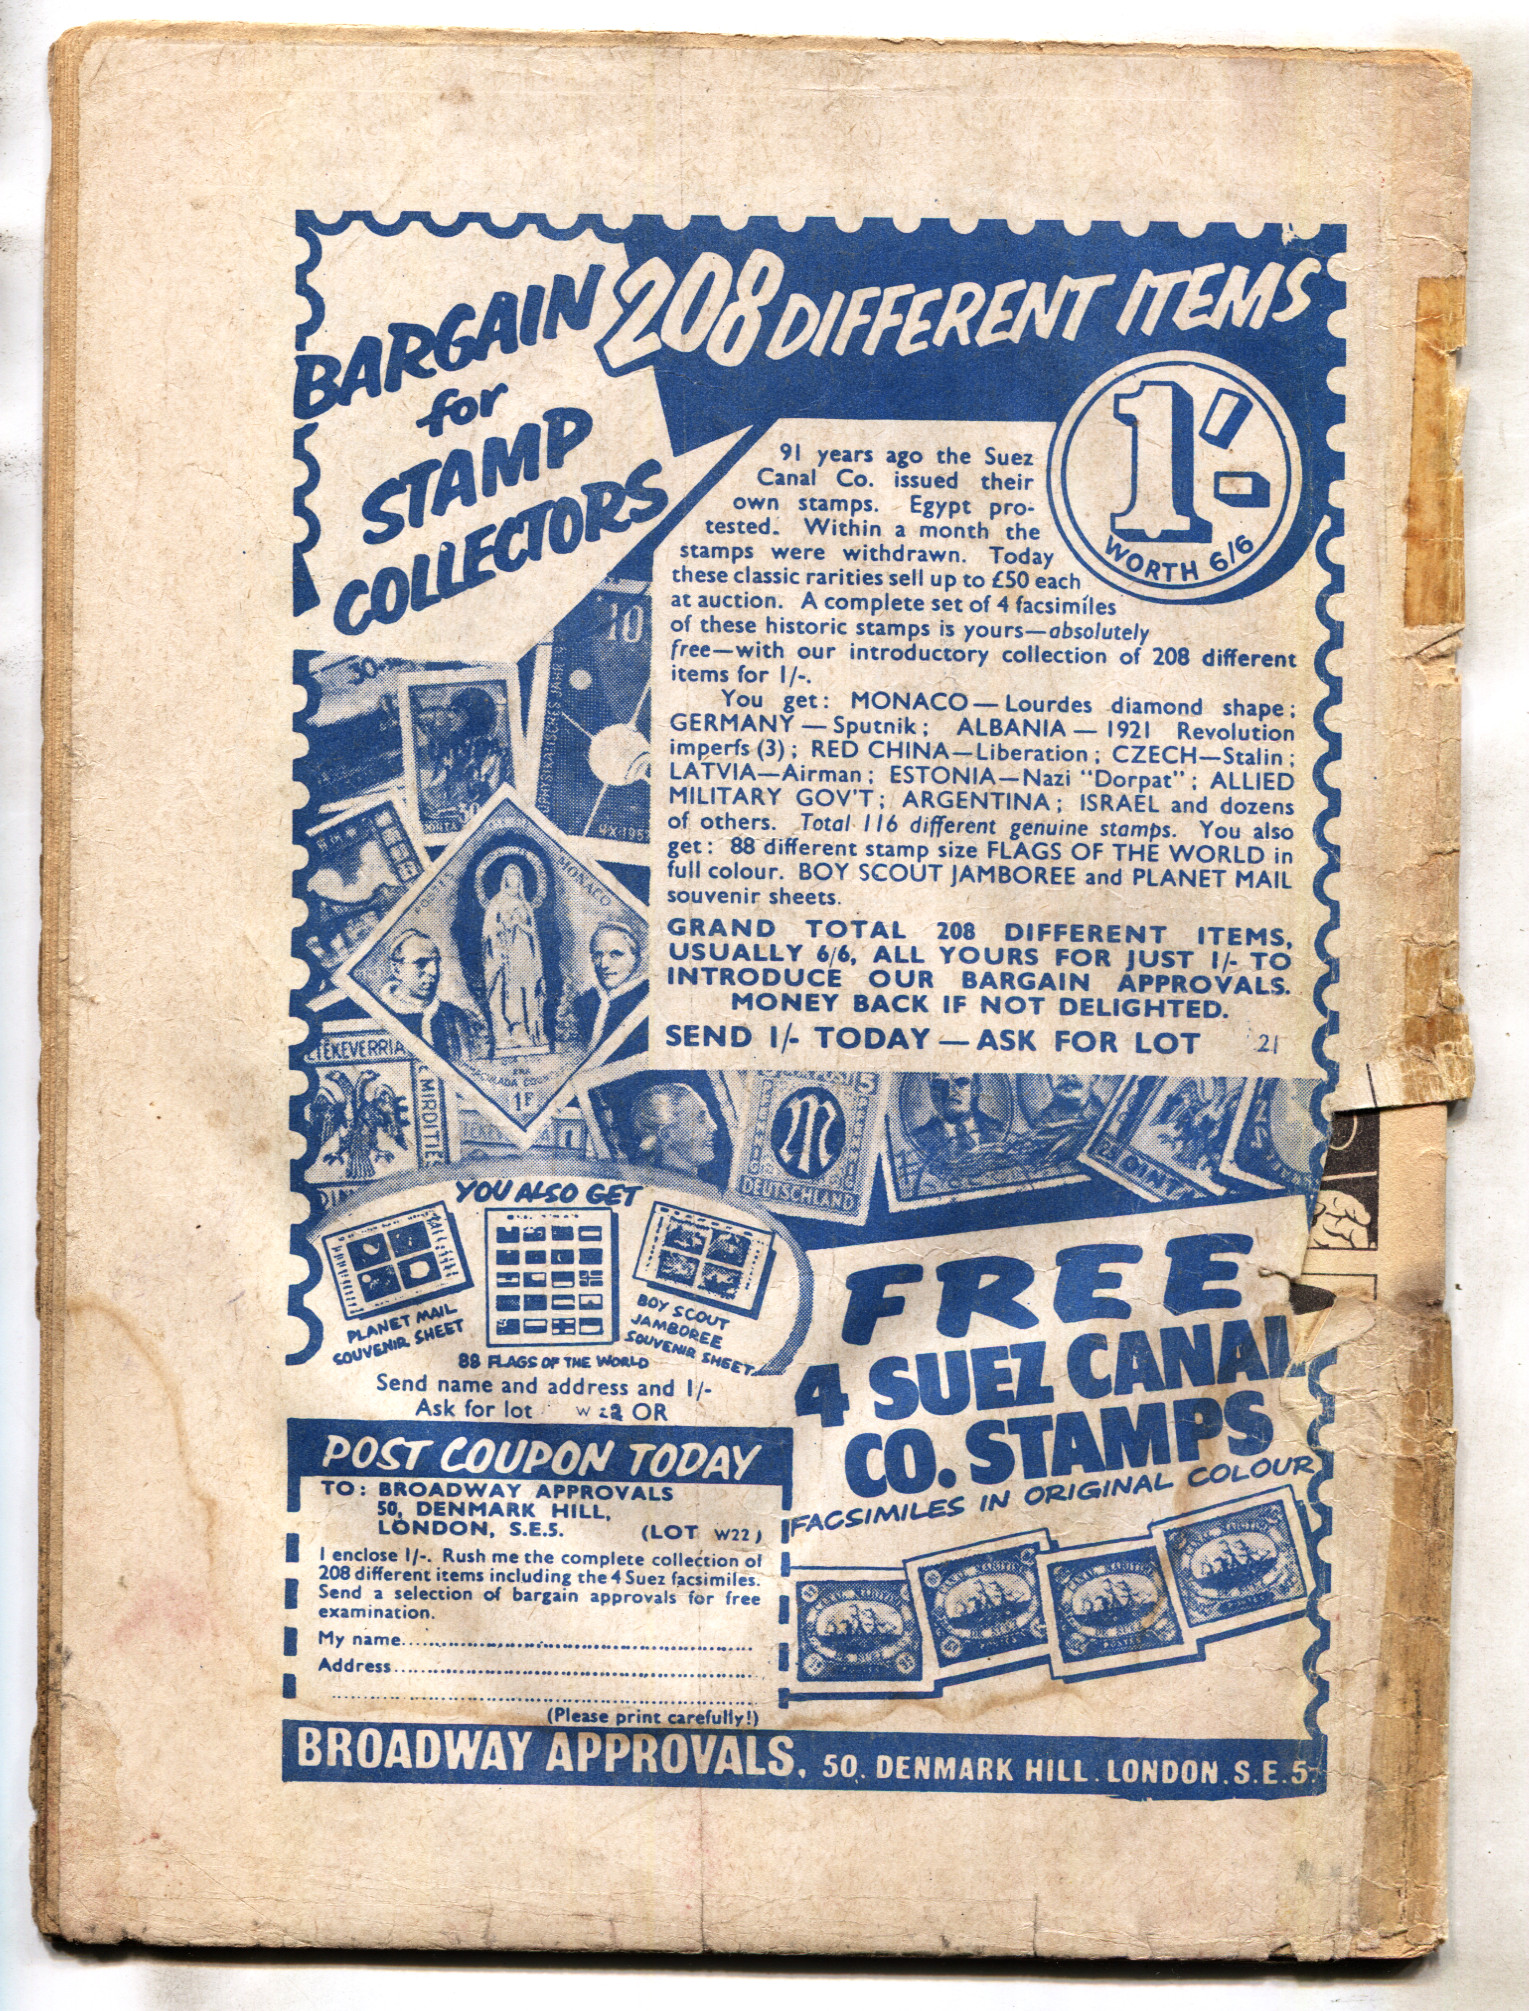 BARGAIN
for
STAMP
COLLECTORS
208 DIFFERENT ITEMS
1'-
WORTH 6/6
91 years ago the Suez
Canal Co. issued their
own stamps. Egypt pro-
tested. Within a month the
stamps were withdrawn. Today
these classic rarities sell up to £50 each
at auction. A complete set of 4 facsimiles
of these historic stamps is yours—absolutely
free—with our introductory collection of 208 different
items for 1/-.
You get: MONACO—Lourdes diamond shape;
GERMANY—Sputnik; ALBANIA—1921 Revolution
imperfs (3); RED CHINA—Liberation; CZECH—Stalin;
LATVIA—Airman; ESTONIA—Nazi "Dorpat"; ALLIED
MILITARY GOV'T; ARGENTINA; ISRAEL and dozens
of others. Total 116 different genuine stamps. You also
get: 88 different stamp size FLAGS OF THE WORLD in
full colour. BOY SCOUT JAMBOREE and PLANET MAIL
souvenir sheets.
GRAND TOTAL 208 DIFFERENT ITEMS,
USUALLY 6/6, ALL YOURS FOR JUST 1/- TO
INTRODUCE OUR BARGAIN APPROVALS.
MONEY BACK IF NOT DELIGHTED.
SEND 1/- TODAY—ASK FOR LOT 21
30
10
MONACO
1F
MIRDITIES
DEUTSCHLAND
YOU ALSO GET
PLANET MAIL
SOUVENIR SHEET
88 FLAGS OF THE WORLD
BOY SCOUT
JAMBOREE
SOUVENIR SHEET
Send name and address and 1/-
Ask for lot W22 OR
POST COUPON TODAY
TO: BROADWAY APPROVALS
50, DENMARK HILL,
LONDON, S.E.5. (LOT W22)
I enclose 1/-. Rush me the complete collection of
208 different items including the 4 Suez facsimiles.
Send a selection of bargain approvals for free
examination.
My name
Address
(Please print carefully!)
FREE
4 SUEZ CANAL
CO. STAMPS
FACSIMILES IN ORIGINAL COLOUR
BROADWAY APPROVALS, 50, DENMARK HILL. LONDON. S.E.5.